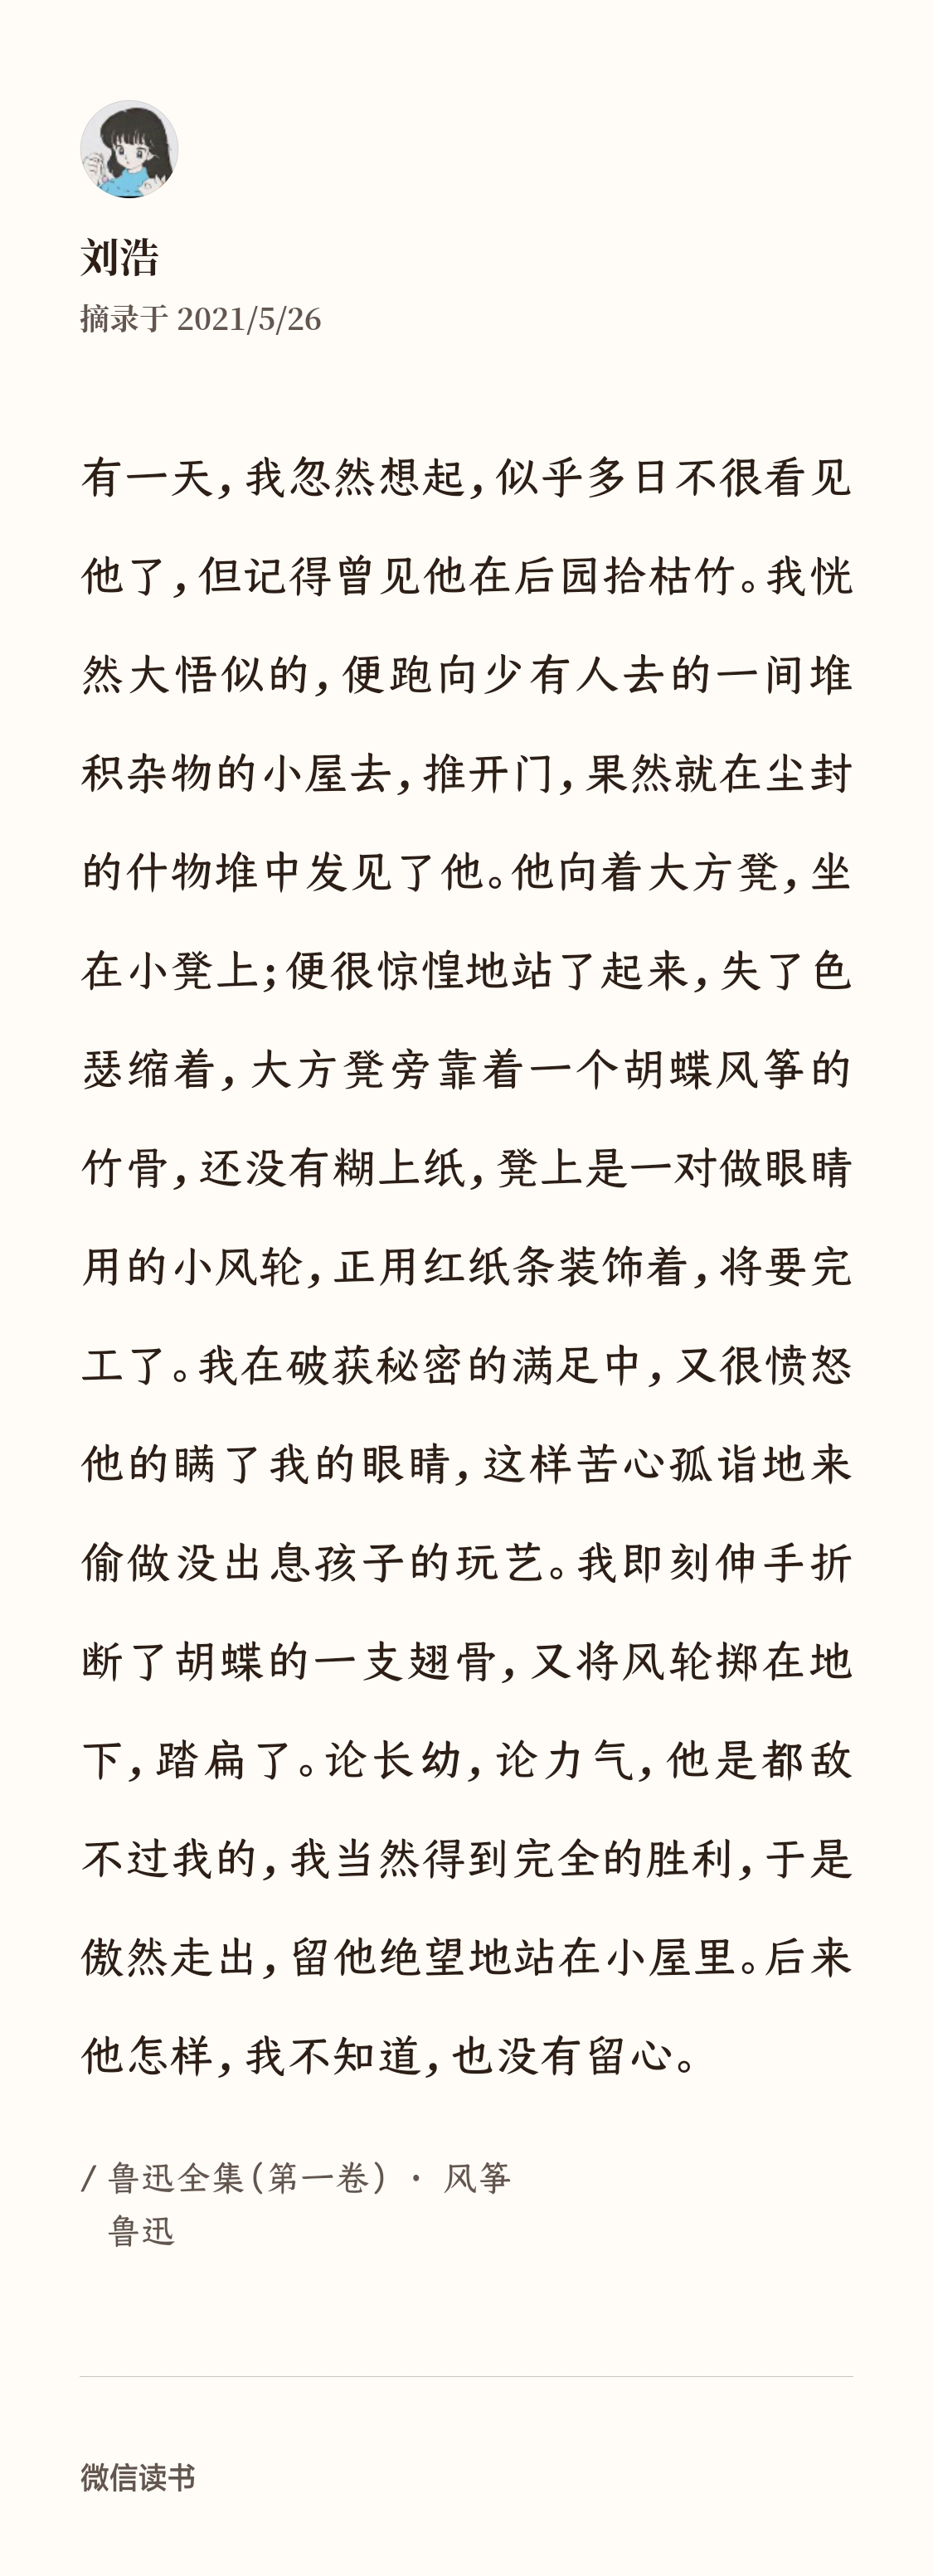 刘浩
摘录于 2021/5/26
有一天，我忽然想起，似乎多日不很看见
他了，但记得曾见他在后园拾枯竹。我恍
然大悟似的，便跑向少有人去的一间堆
积杂物的小屋去，推开门，果然就在尘封
的什物堆中发见了他。他向着大方凳，坐
在小凳上；便很惊惶地站了起来，失了色
瑟缩着，大方凳旁靠着一个胡蝶风筝的
竹骨，还没有糊上纸，凳上是一对做眼睛
用的小风轮，正用红纸条装饰着，将要完
工了。我在破获秘密的满足中，又很愤怒
他的瞒了我的眼睛，这样苦心孤诣地来
偷做没出息孩子的玩艺。我即刻伸手折
断了胡蝶的一支翅骨，又将风轮掷在地
下，踏扁了。论长幼，论力气，他是都敌
不过我的，我当然得到完全的胜利，于是
傲然走出，留他绝望地站在小屋里。后来
他怎样，我不知道，也没有留心。
/ 鲁迅全集(第一卷) · 风筝
鲁迅
微信读书